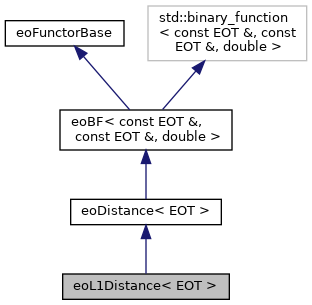 eoFunctorBase
std::binary_function
< const EOT &, const
EOT &, double >
eoBF< const EOT &,
const EOT &, double >
eoDistance< EOT >
eoL1Distance< EOT >